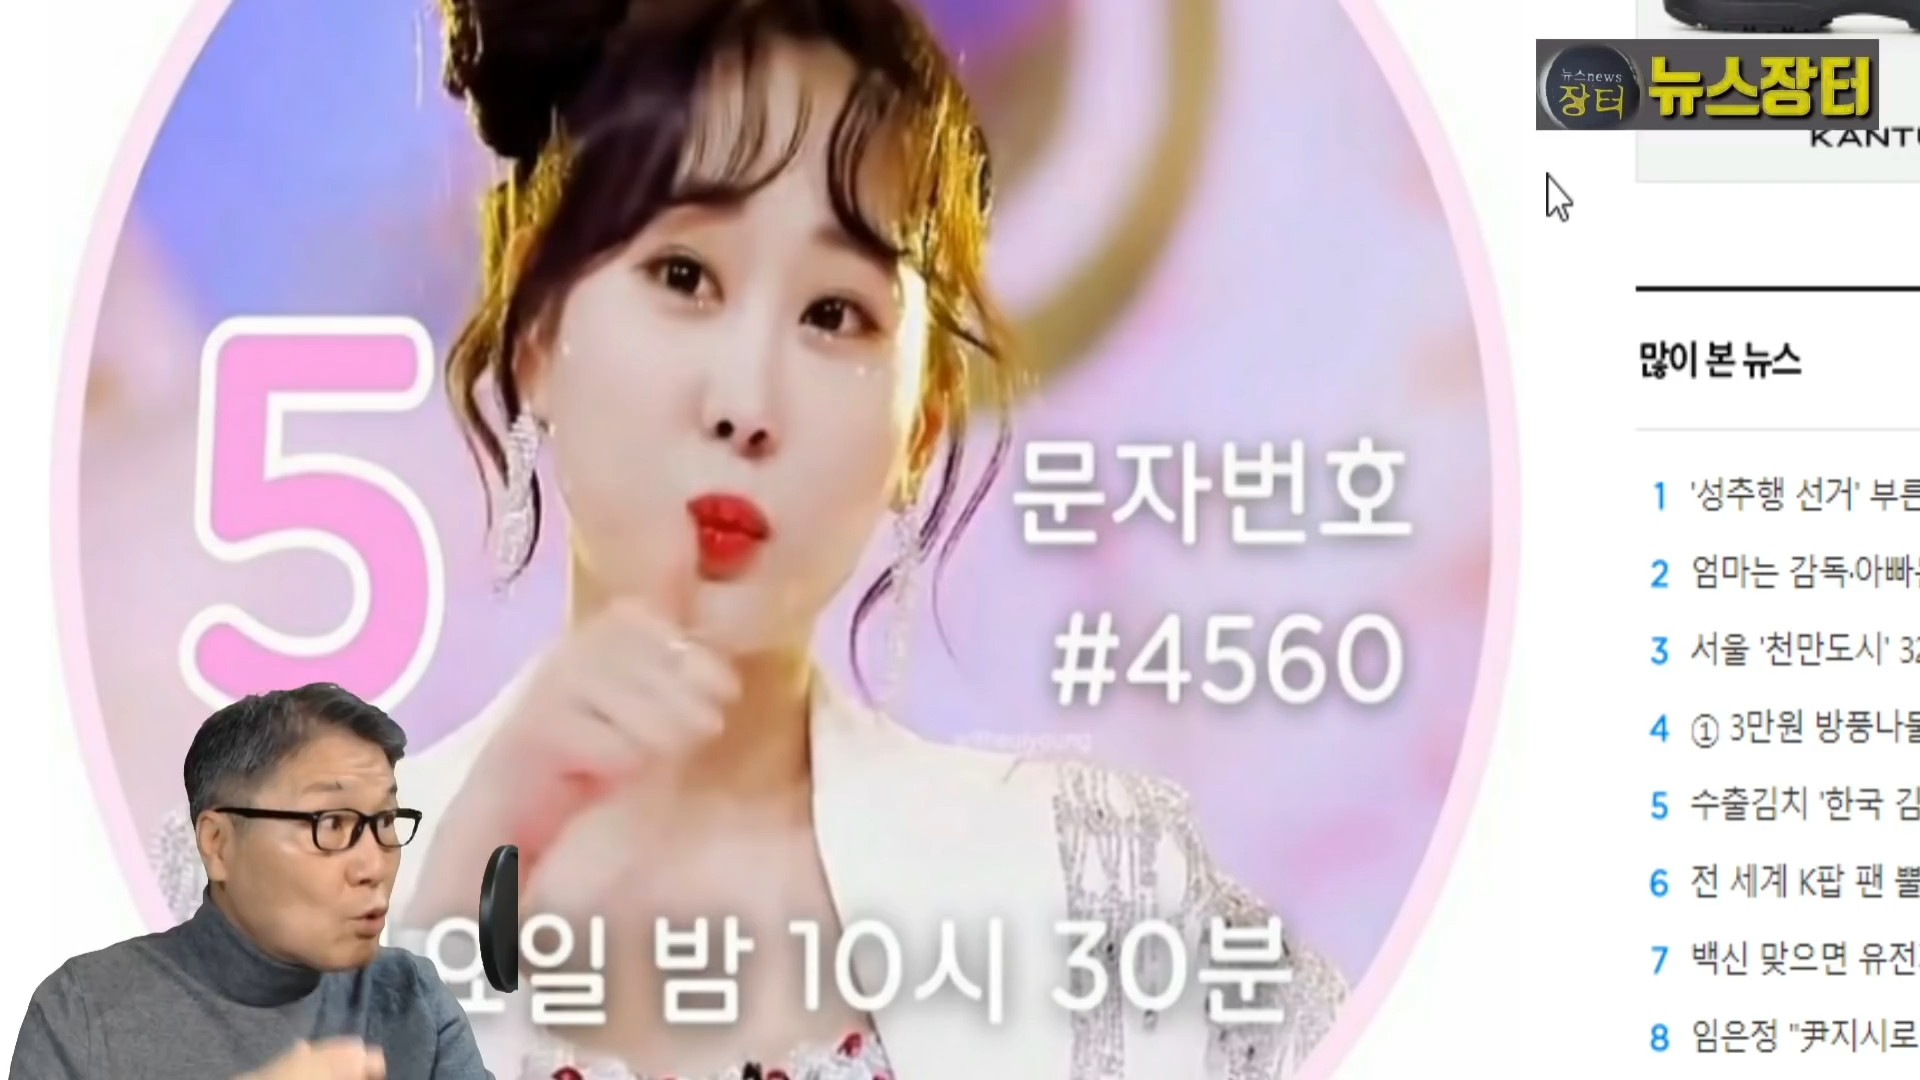 뉴스news
장터
뉴스장터
5
문자번호
#4560
요일 밤 10시 30분
많이 본 뉴스
1 '성추행 선거' 부른
2 엄마는 감독·아빠
3 서울 '천만도시' 32
4 ① 3만원 방풍나물
5 수출김치 '한국 김
6 전 세계 K팝 팬 뿔
7 백신 맞으면 유전
8 임은정 "尹지시로